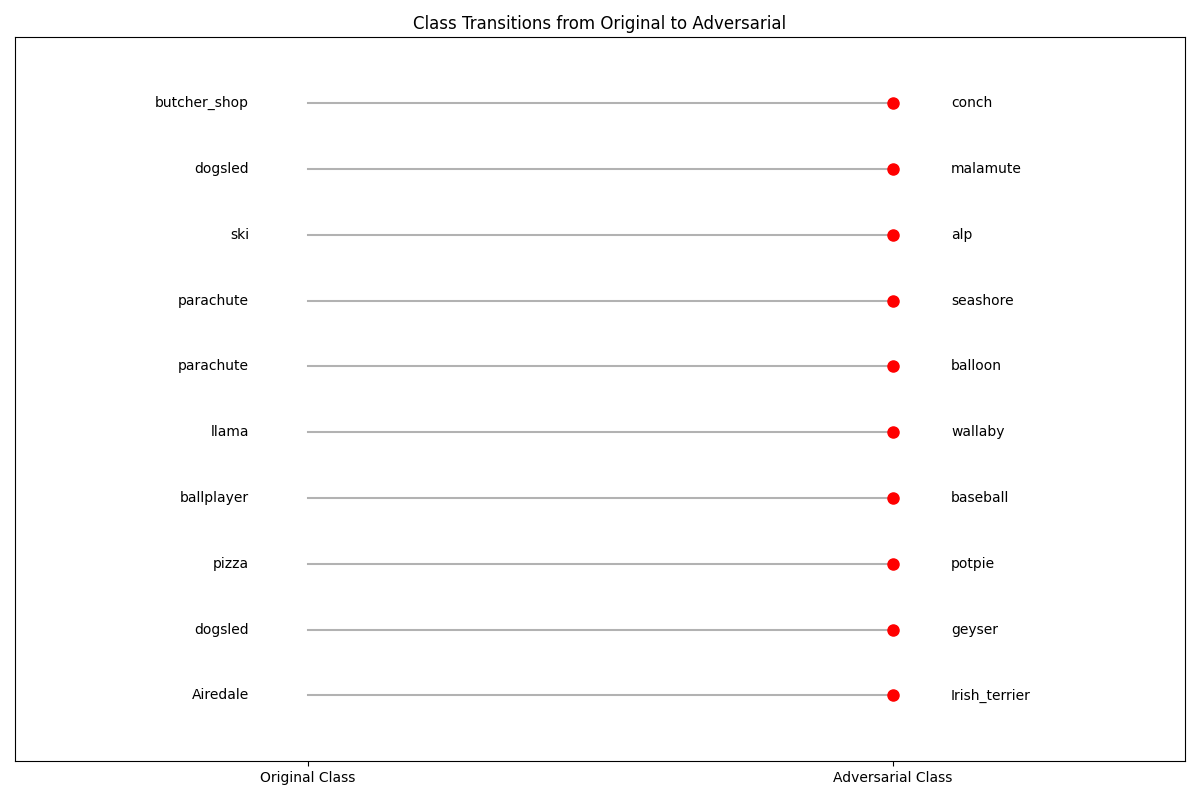 Class Transitions from Original to Adversarial
butcher_shop conch
dogsled malamute
ski alp
parachute seashore
parachute balloon
llama wallaby
ballplayer baseball
pizza potpie
dogsled geyser
Airedale Irish_terrier
Original Class Adversarial Class